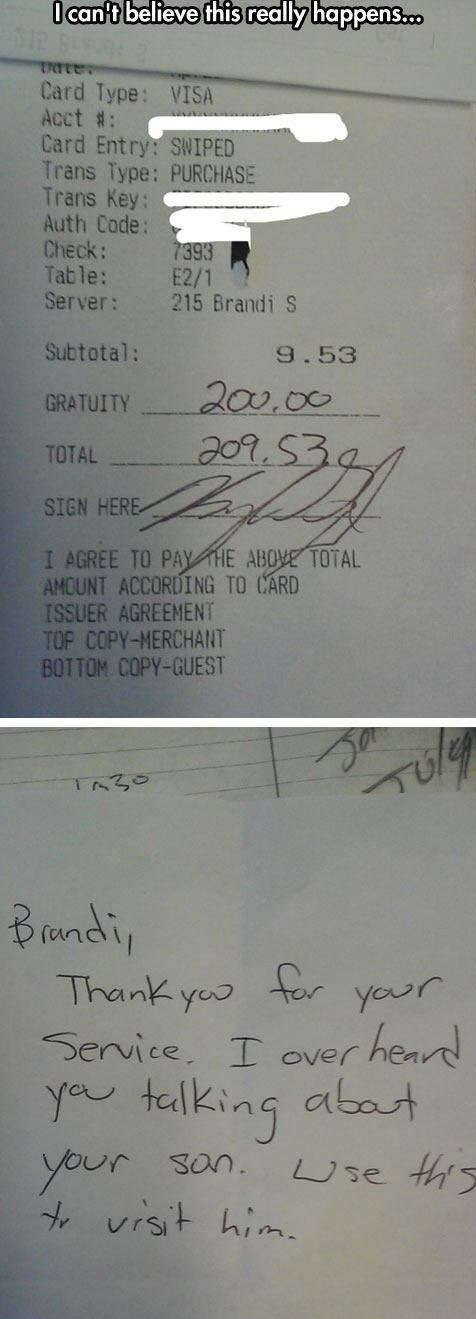 I can't believe this really happens...
Date:
Card Type: VISA
Acct #:
Card Entry: SWIPED
Trans Type: PURCHASE
Trans Key:
Auth Code:
Check: 7393
Table: E2/1
Server: 215 Brandi S
Subtotal: 9.53
GRATUITY 200.00
TOTAL 209.53
SIGN HERE
I AGREE TO PAY THE ABOVE TOTAL
AMOUNT ACCORDING TO CARD
ISSUER AGREEMENT
TOP COPY-MERCHANT
BOTTOM COPY-GUEST
Brandi,
Thank you for your
Service. I overheard
you talking about
your son. Use this
to visit him.